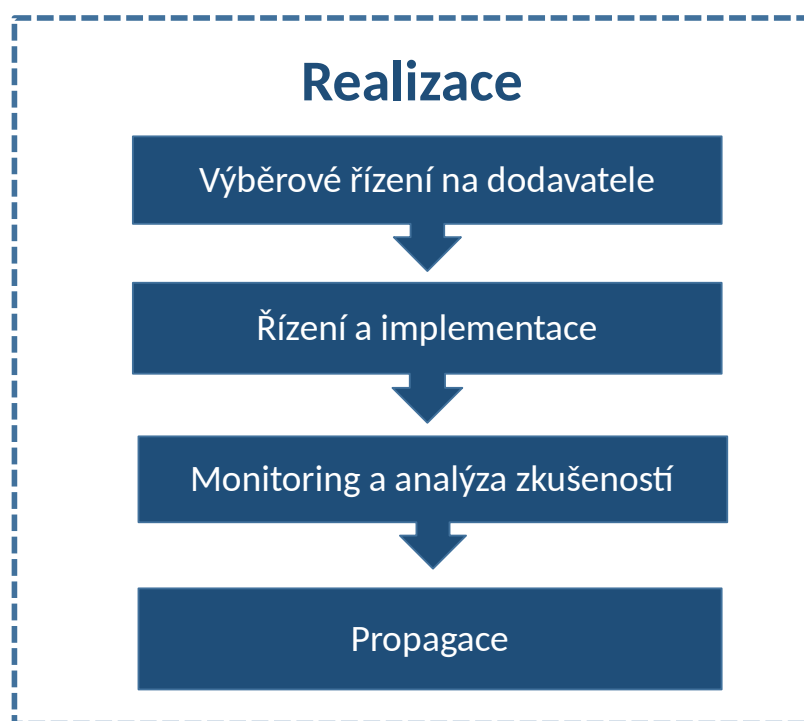 Realizace
Výběrové řízení na dodavatele
Řízení a implementace
Monitoring a analýza zkušeností
Propagace